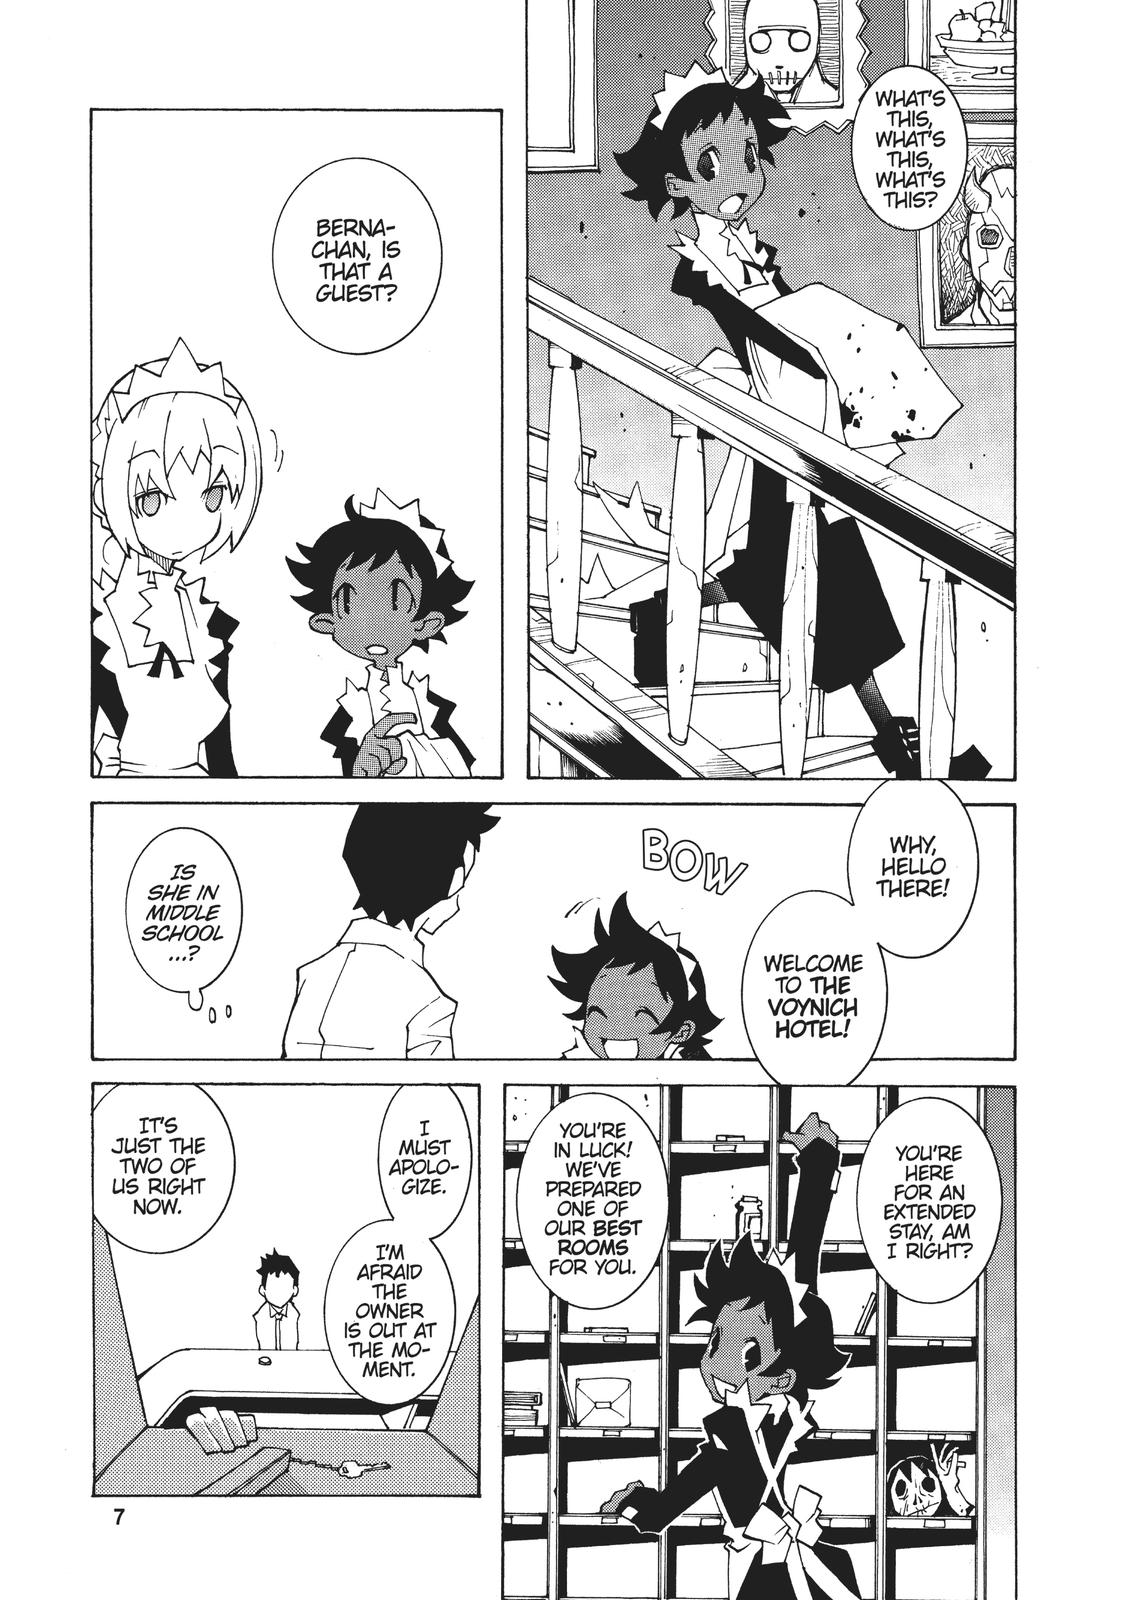 WHAT'S
THIS,
WHAT'S
THIS,
WHAT'S
THIS?
BERNA-
CHAN, IS
THAT A
GUEST?
WHY,
HELLO
THERE!
WELCOME
TO THE
VOYNICH
HOTEL!
BOW
IS
SHE IN
MIDDLE
SCHOOL
...?
YOU'RE
HERE
FOR AN
EXTENDED
STAY, AM
I RIGHT?
YOU'RE
IN LUCK!
WE'VE
PREPARED
ONE OF
OUR BEST
ROOMS
FOR YOU.
I
MUST
APOLO-
GIZE.
I'M
AFRAID
THE
OWNER
IS OUT AT
THE MO-
MENT.
IT'S
JUST THE
TWO OF
US RIGHT
NOW.
7